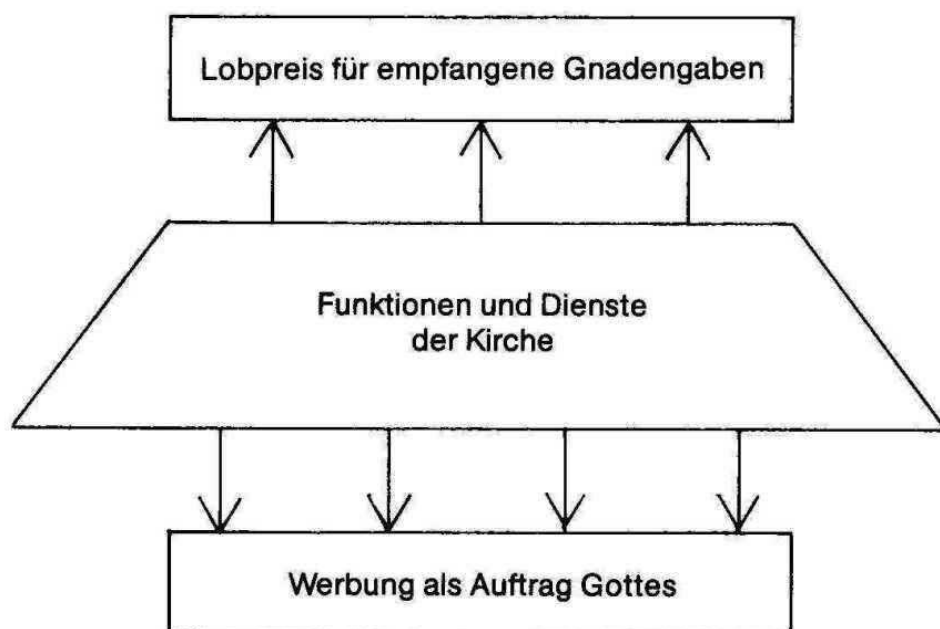 Lobpreis für empfangene Gnadengaben
Funktionen und Dienste
der Kirche
Werbung als Auftrag Gottes